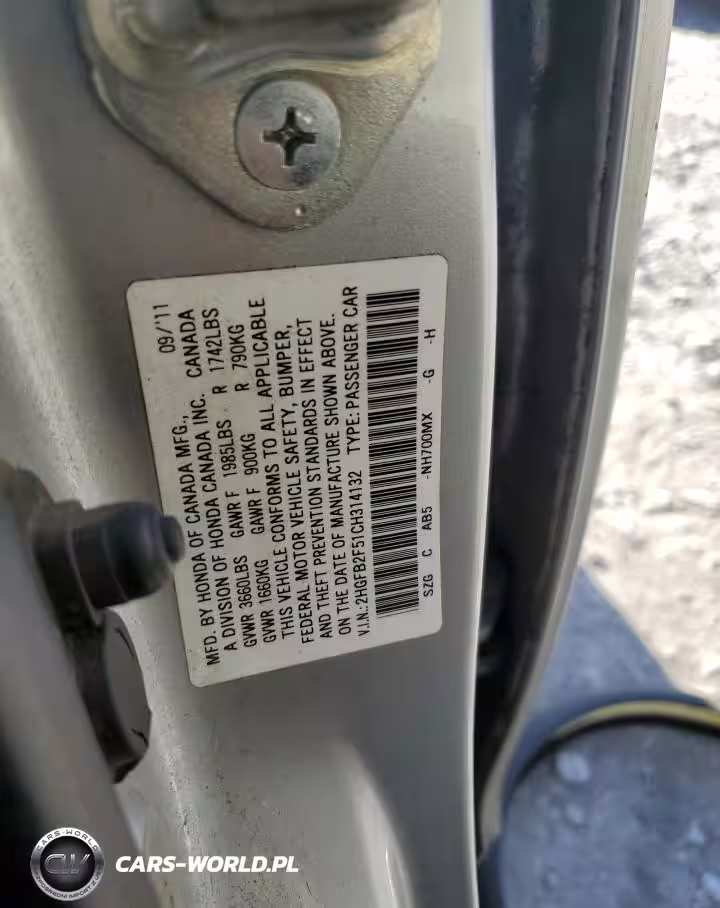 MFD. BY HONDA OF CANADA MFG., 09/'11
A DIVISION OF HONDA CANADA INC. CANADA
GVWR 3660LBS GAWR F 1985LBS R 1742LBS
GVWR 1660KG GAWR F 900KG R 790KG
THIS VEHICLE CONFORMS TO ALL APPLICABLE
FEDERAL MOTOR VEHICLE SAFETY, BUMPER,
AND THEFT PREVENTION STANDARDS IN EFFECT
ON THE DATE OF MANUFACTURE SHOWN ABOVE.
V.I.N.: 2HGFB2F51CH314132 TYPE: PASSENGER CAR
SZG C AB5 -NH700MX -G -H
CARS-WORLD
CW
CARS-WORLD.PL